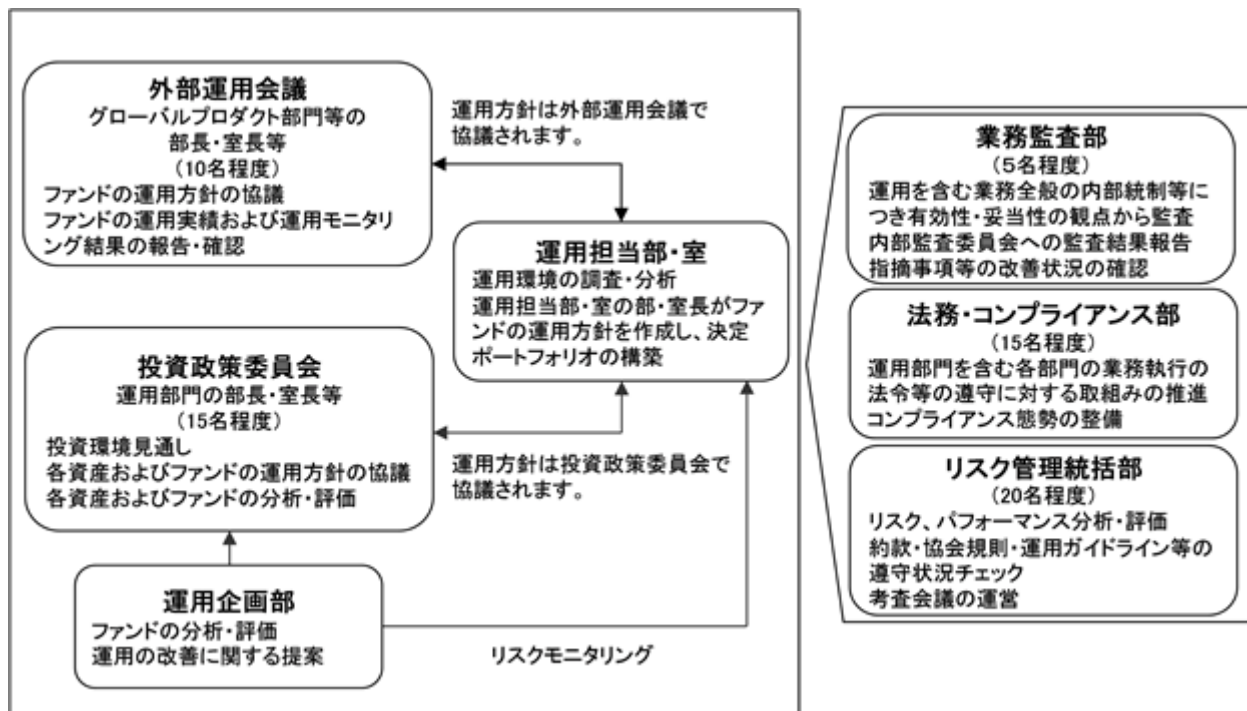 外部運用会議
グローバルプロダクト部門等の
部長・室長等
(10名程度)
ファンドの運用方針の協議
ファンドの運用実績および運用モニタリ
ング結果の報告・確認
運用方針は外部運用会議で
協議されます。
運用担当部・室
運用環境の調査・分析
運用担当部・室の部・室長がファ
ンドの運用方針を作成し、決定
ポートフォリオの構築
投資政策委員会
運用部門の部長・室長等
(15名程度)
投資環境見通し
各資産およびファンドの運用方針の協議
各資産およびファンドの分析・評価
運用方針は投資政策委員会で
協議されます。
運用企画部
ファンドの分析・評価
運用の改善に関する提案
リスクモニタリング
業務監査部
(5名程度)
運用を含む業務全般の内部統制等に
つき有効性・妥当性の観点から監査
内部監査委員会への監査結果報告
指摘事項等の改善状況の確認
法務・コンプライアンス部
(15名程度)
運用部門を含む各部門の業務執行の
法令等の遵守に対する取組みの推進
コンプライアンス態勢の整備
リスク管理統括部
(20名程度)
リスク、パフォーマンス分析・評価
約款・協会規則・運用ガイドライン等の
遵守状況チェック
考査会議の運営